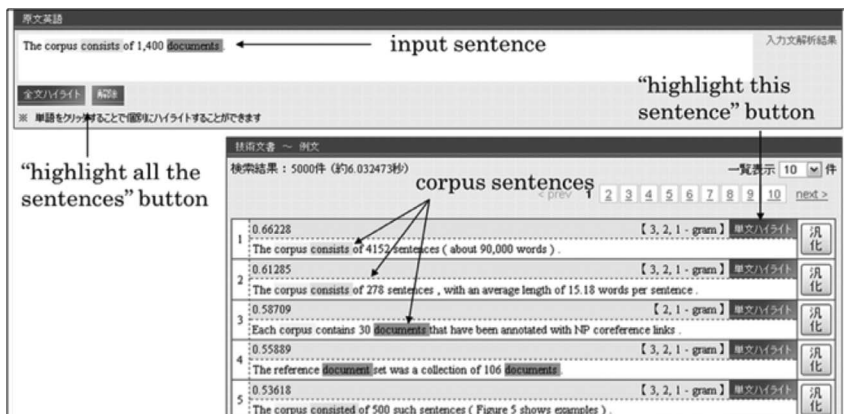 原文英語
The corpus consists of 1,400 documents .
input sentence
入力文解析結果
全文ハイライト 解除
"highlight this
sentence" button
※ 単語をクリックすることで個別にハイライトすることができます
"highlight all the
sentences" button
技術文書 ～ 例文
検索結果：5000件（約6.032473秒）
一覧表示 10 件
corpus sentences
< prev 1 2 3 4 5 6 7 8 9 10 next >
1 0.66228 【 3, 2, 1 - gram 】 単文ハイライト 汎化
The corpus consists of 4152 sentences ( about 90,000 words ) .
2 0.61285 【 3, 2, 1 - gram 】 単文ハイライト 汎化
The corpus consists of 278 sentences , with an average length of 15.18 words per sentence .
3 0.58709 【 2, 1 - gram 】 単文ハイライト 汎化
Each corpus contains 30 documents that have been annotated with NP coreference links .
4 0.55889 【 3, 2, 1 - gram 】 単文ハイライト 汎化
The reference document set was a collection of 106 documents .
5 0.53618 【 3, 2, 1 - gram 】 単文ハイライト 汎化
The corpus consisted of 500 such sentences ( Figure 5 shows examples ) .